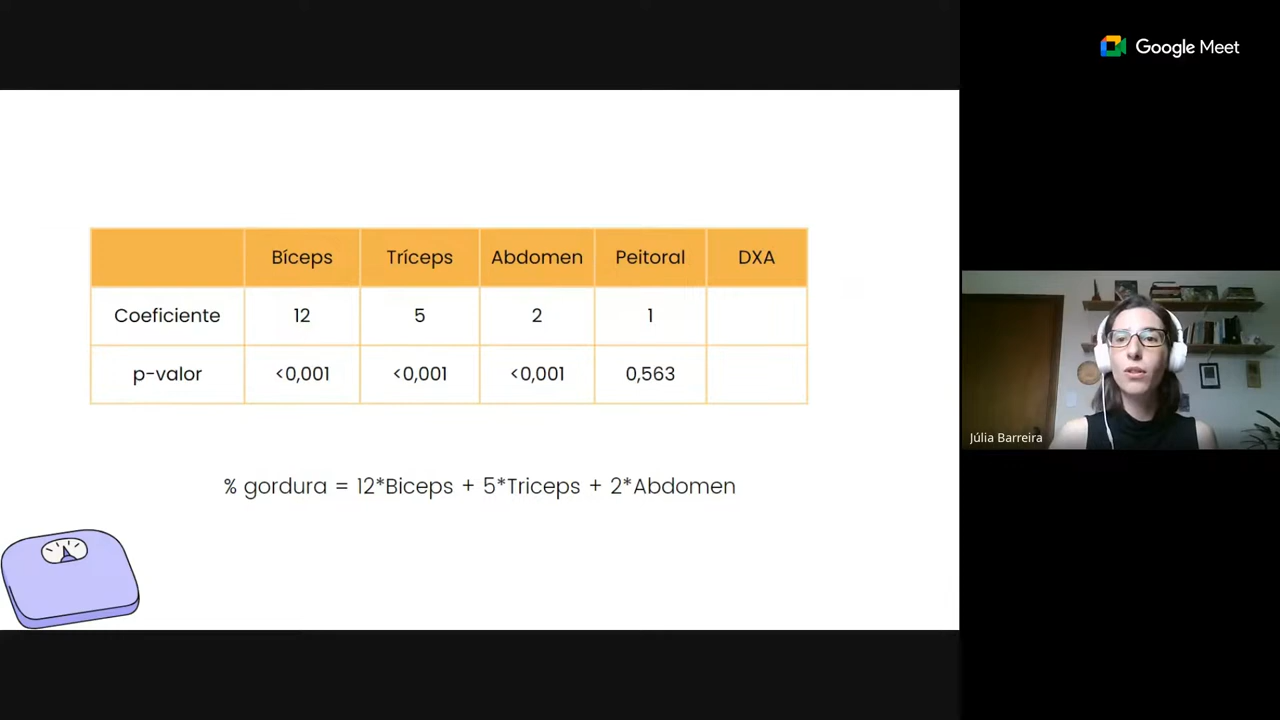 Google Meet
Bíceps Tríceps Abdomen Peitoral DXA
Coeficiente 12 5 2 1
p-valor <0,001 <0,001 <0,001 0,563
% gordura = 12*Biceps + 5*Triceps + 2*Abdomen
Júlia Barreira